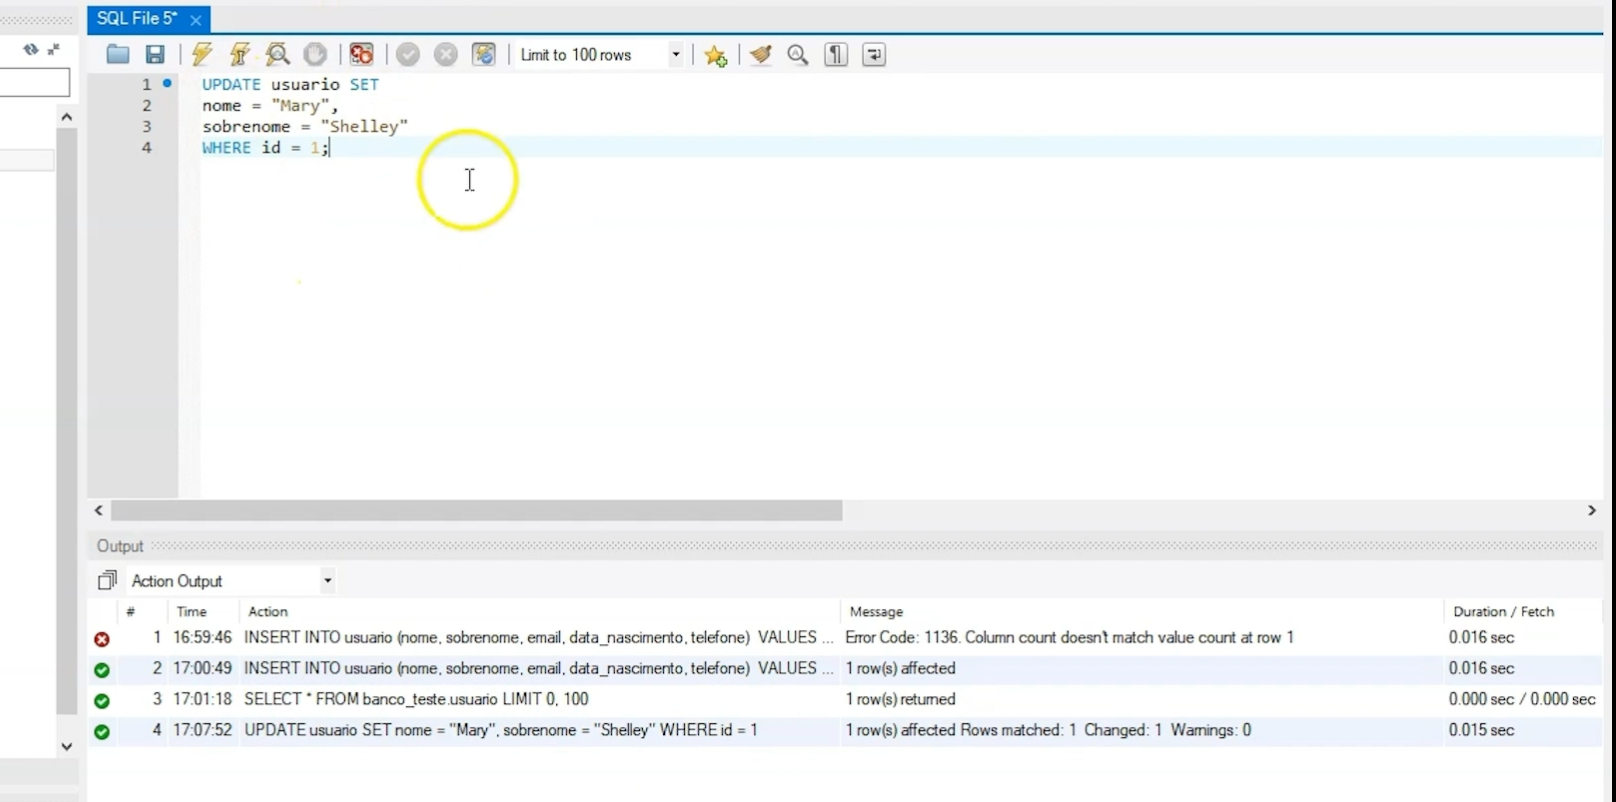 SQL File 5*
Limit to 100 rows
1 UPDATE usuario SET
2 nome = "Mary",
3 sobrenome = "Shelley"
4 WHERE id = 1;
Output
Action Output
# Time Action Message Duration / Fetch
1 16:59:46 INSERT INTO usuario (nome, sobrenome, email, data_nascimento, telefone) VALUES ... Error Code: 1136. Column count doesn't match value count at row 1 0.016 sec
2 17:00:49 INSERT INTO usuario (nome, sobrenome, email, data_nascimento, telefone) VALUES ... 1 row(s) affected 0.016 sec
3 17:01:18 SELECT * FROM banco_teste.usuario LIMIT 0, 100 1 row(s) returned 0.000 sec / 0.000 sec
4 17:07:52 UPDATE usuario SET nome = "Mary", sobrenome = "Shelley" WHERE id = 1 1 row(s) affected Rows matched: 1 Changed: 1 Warnings: 0 0.015 sec